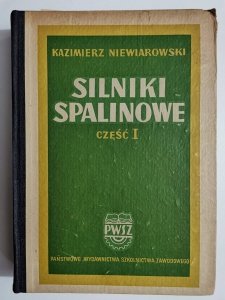 KAZIMIERZ NIEWIAROWSKI
SILNIKI
SPALINOWE
CZĘŚĆ I
PWSZ
PAŃSTWOWE WYDAWNICTWA SZKOLNICTWA ZAWODOWEGO